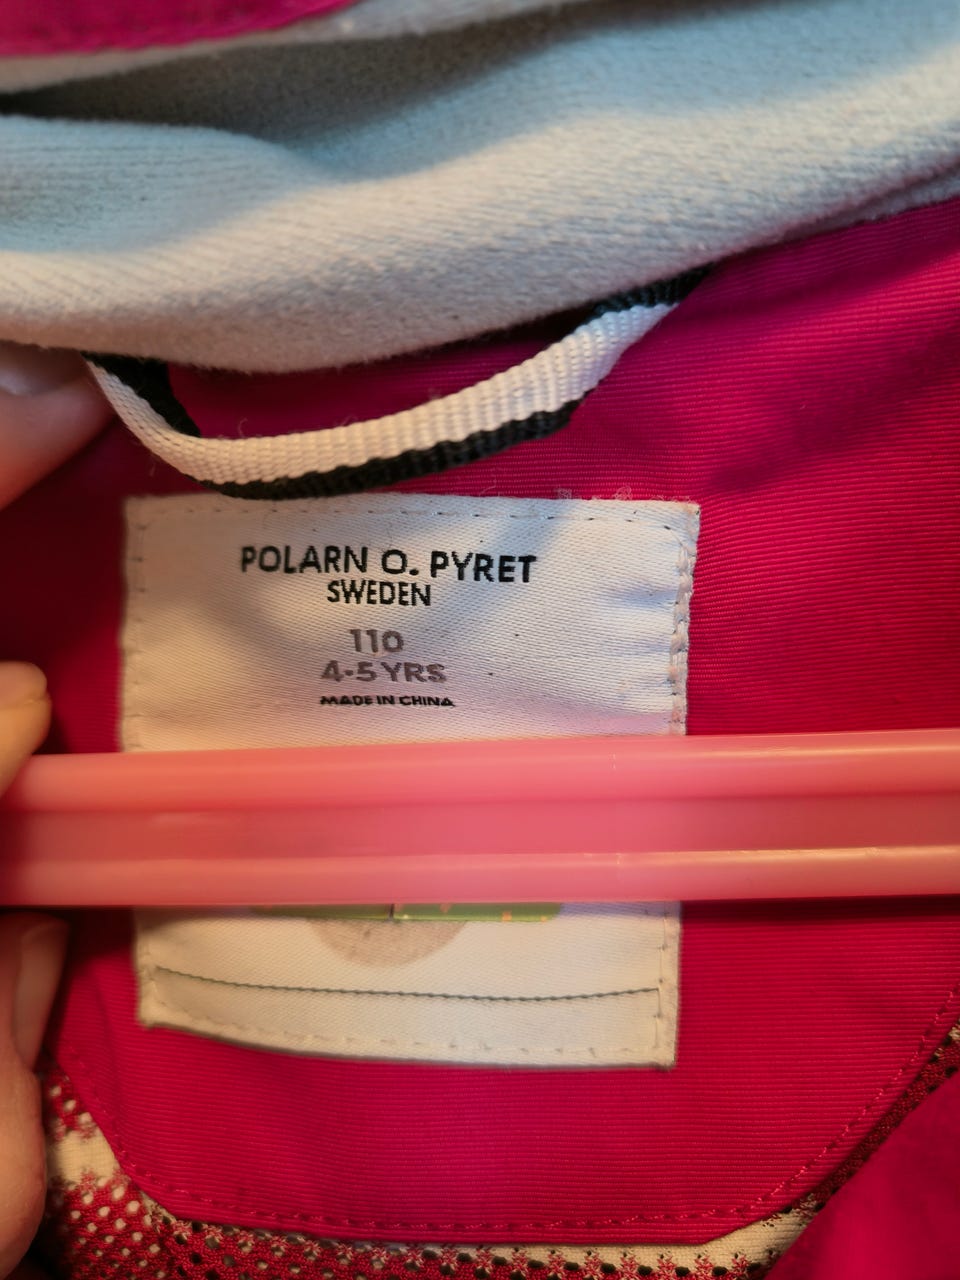 POLARN O. PYRET
SWEDEN
110
4-5 YRS
MADE IN CHINA